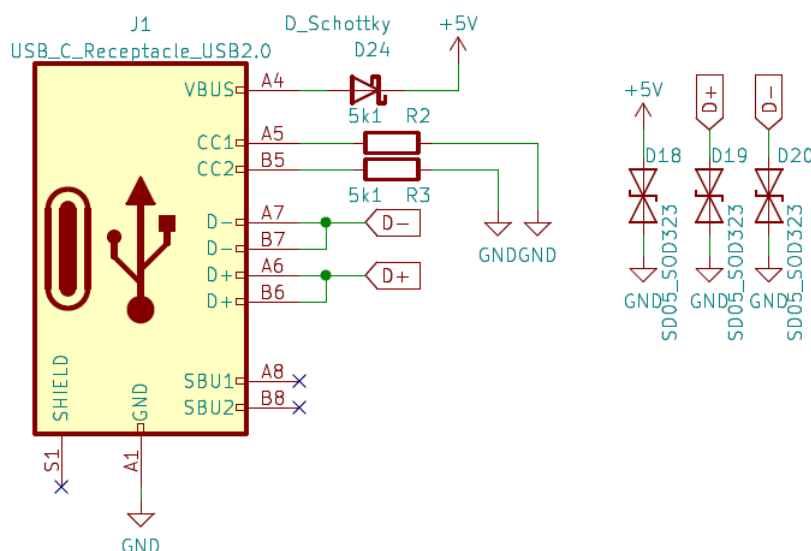 J1
USB_C_Receptacle_USB2.0
D_Schottky
D24
+5V
VBUS
A4
5k1
R2
CC1
A5
CC2
B5
5k1
R3
GND
GND
D-
A7
D-
B7
D-
D+
A6
D+
B6
D+
SBU1
A8
SBU2
B8
SHIELD
GND
S1
A1
GND
+5V
D+
D-
D18
D19
D20
SD05_SOD323
SD05_SOD323
SD05_SOD323
GND
GND
GND